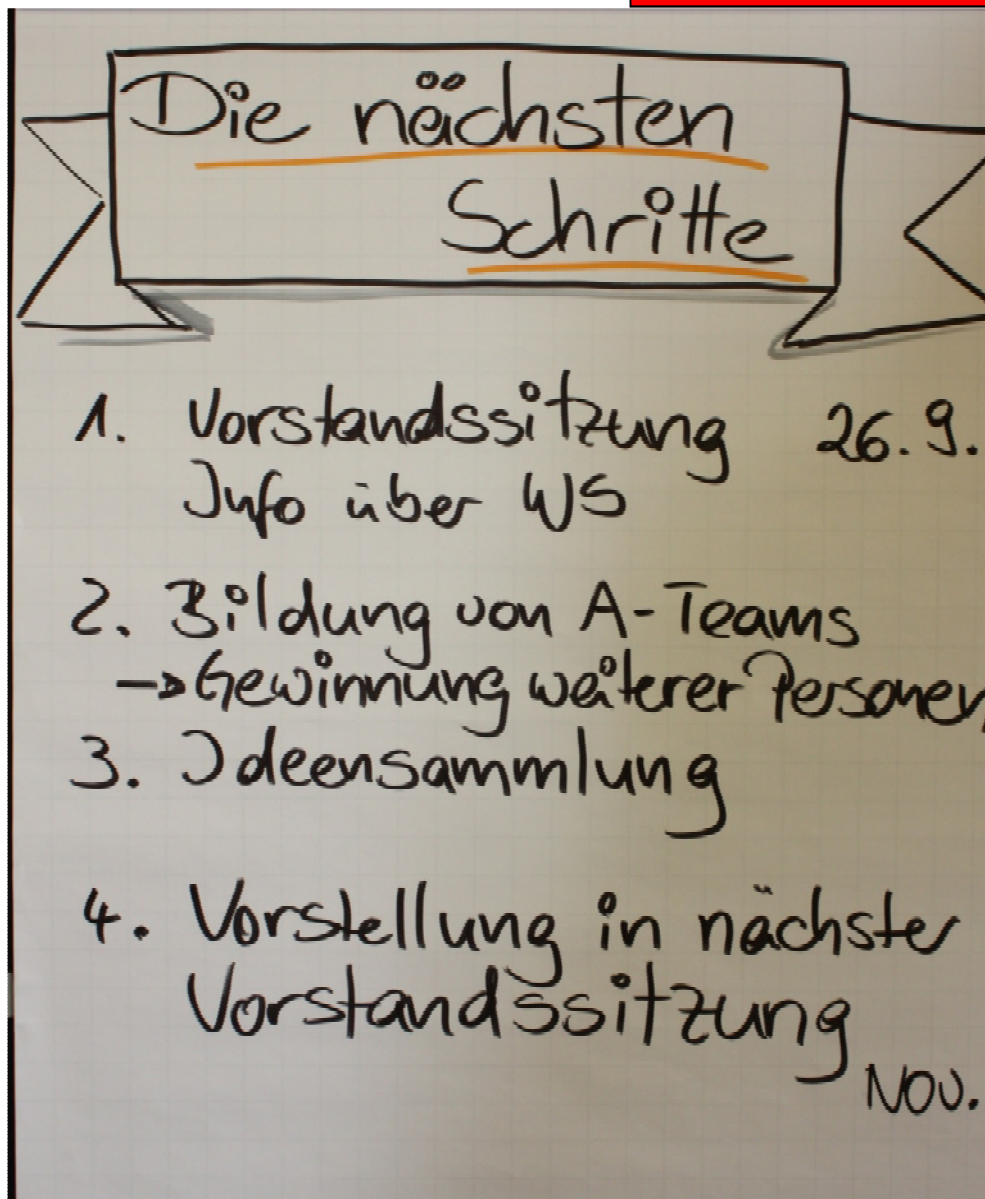 Die nächsten
Schritte
1. Vorstandssitzung 26.9.
Info über WS
2. Bildung von A-Teams
→ Gewinnung weiterer Personen
3. Ideensammlung
4. Vorstellung in nächster
Vorstandssitzung
Nov.